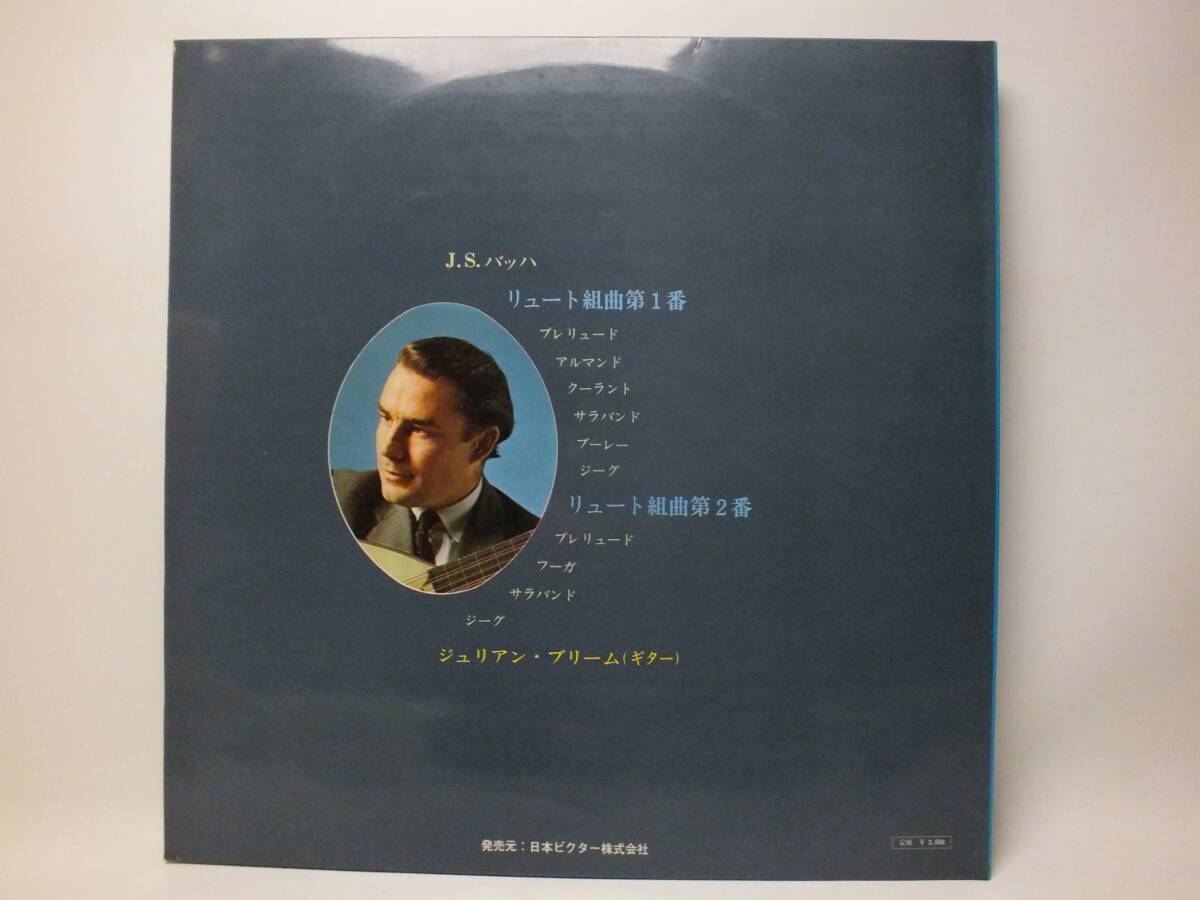 J.S.バッハ
リュート組曲第1番
プレリュード
アルマンド
クーラント
サラバンド
ブーレー
ジーグ
リュート組曲第2番
プレリュード
フーガ
サラバンド
ジーグ
ジュリアン・ブリーム(ギター)
発売元:日本ビクター株式会社
定価 ¥2,000